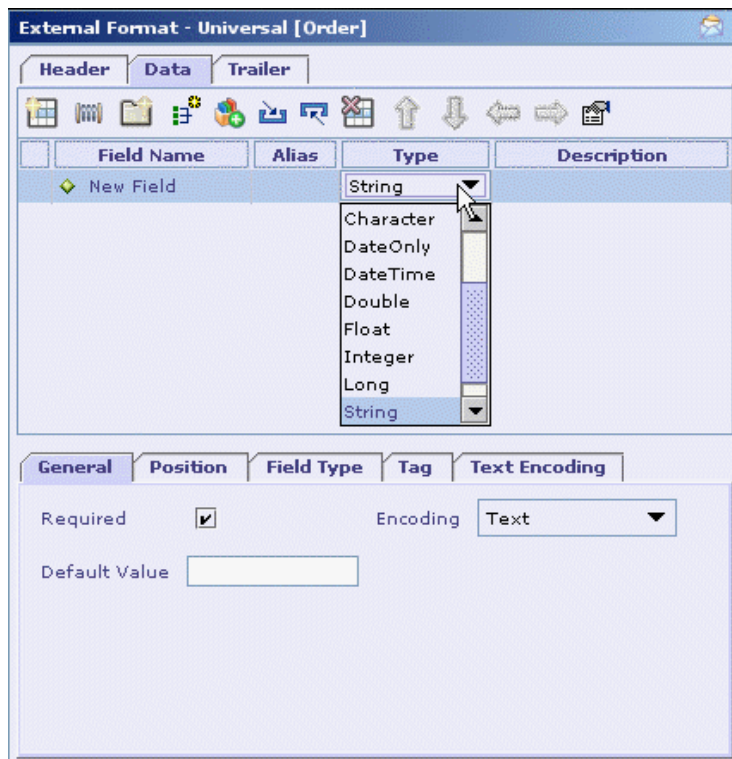 External Format - Universal [Order]
Header Data Trailer
Field Name Alias Type Description
New Field String
Character
DateOnly
DateTime
Double
Float
Integer
Long
String
General Position Field Type Tag Text Encoding
Required Encoding Text
Default Value